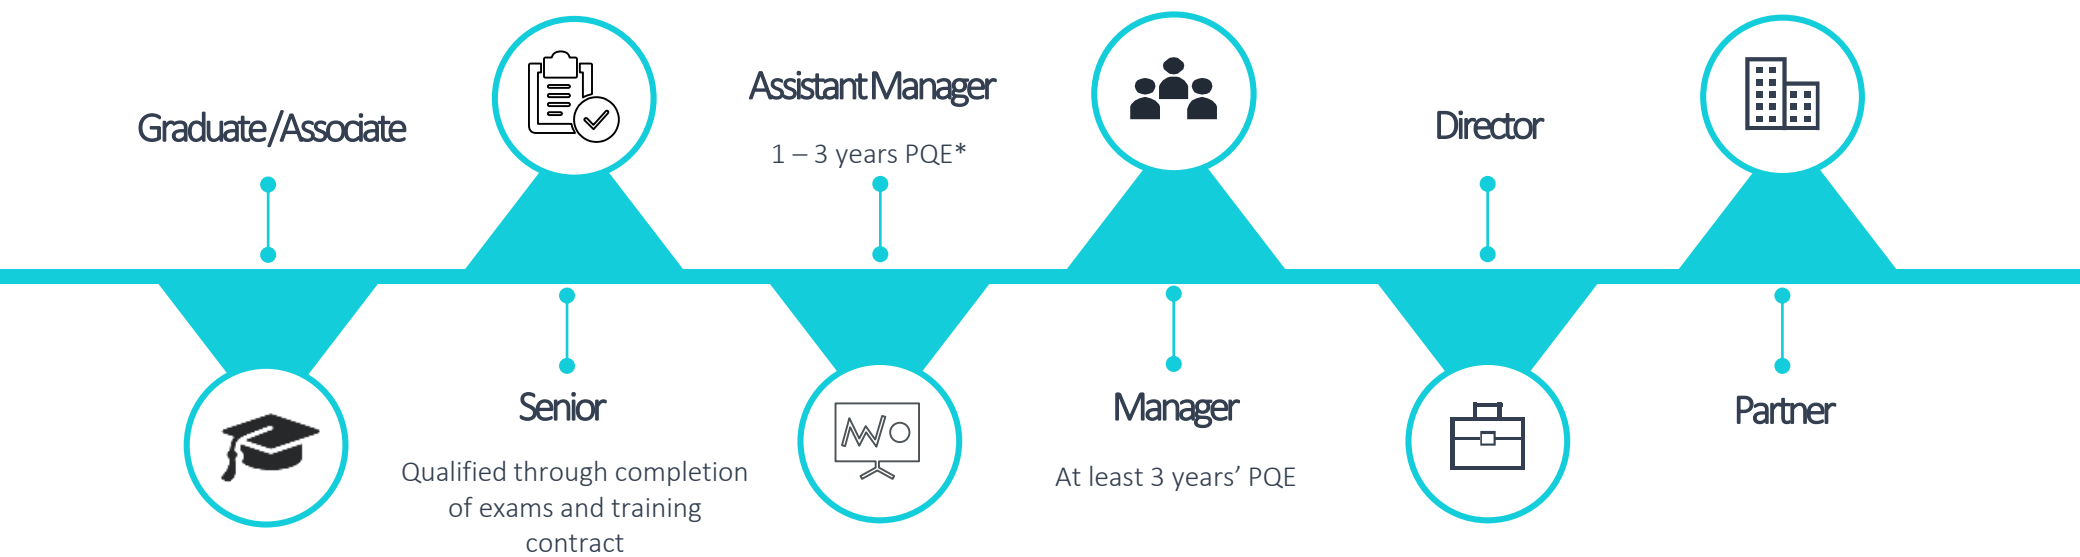 Graduate/Associate
Senior
Qualified through completion
of exams and training
contract
Assistant Manager
1 – 3 years PQE*
Manager
At least 3 years’ PQE
Director
Partner